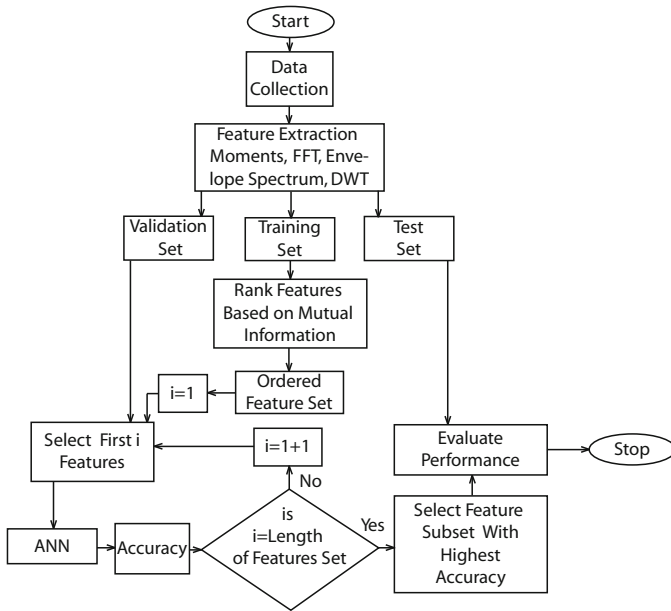 Start
Data
Collection
Feature Extraction
Moments, FFT, Enve-
lope Spectrum, DWT
Validation
Set
Training
Set
Test
Set
Rank Features
Based on Mutual
Information
Ordered
Feature Set
i=1
Select First i
Features
i=1+1
No
Evaluate
Performance
Stop
ANN
Accuracy
is
i=Length
of Features Set
Yes
Select Feature
Subset With
Highest
Accuracy